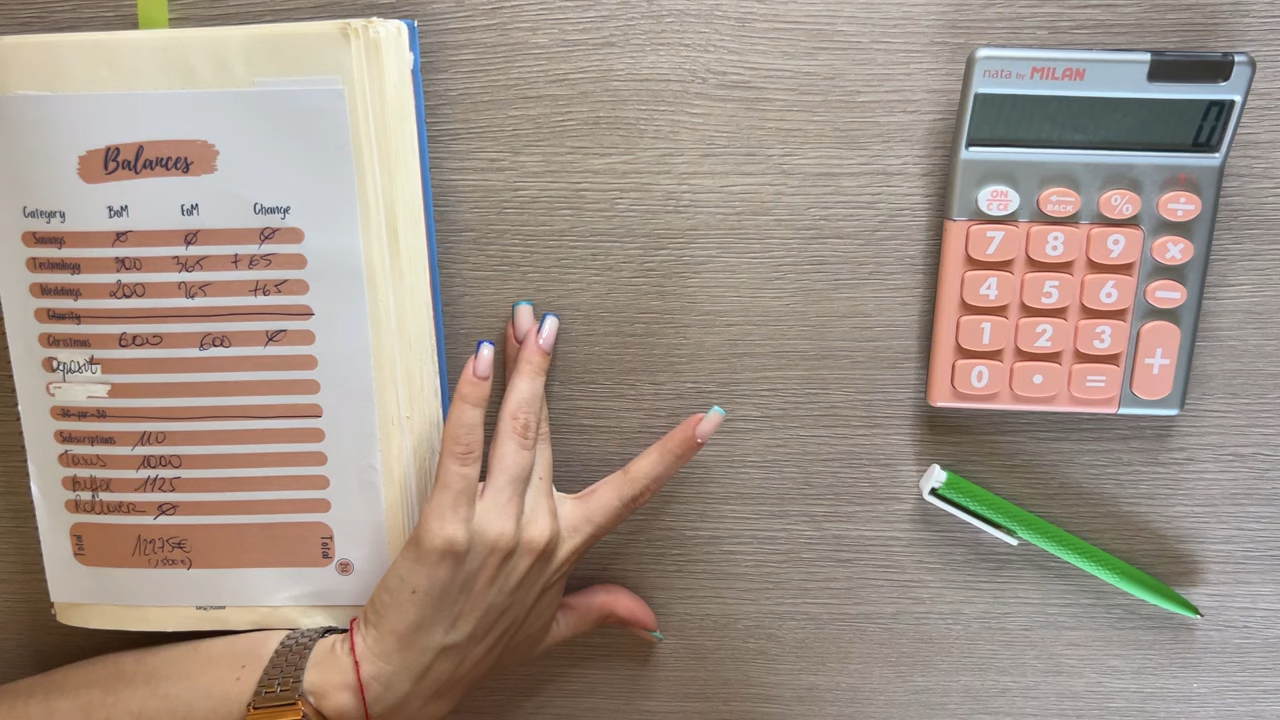 Balances
Category BoM EoM Change
Savings Ø Ø Ø
Technology 300 365 +65
Weddings 200 265 +65
Charity
Christmas 600 600 Ø
Deposit
30-for-30
Subscriptions 110
Taxes 1000
Buffer 1125
Rollover Ø
Total 12275€ Total
nata by MILAN
0
ON
C·CE
BACK
% ÷
7 8 9 ×
4 5 6 −
1 2 3 +
0 • =